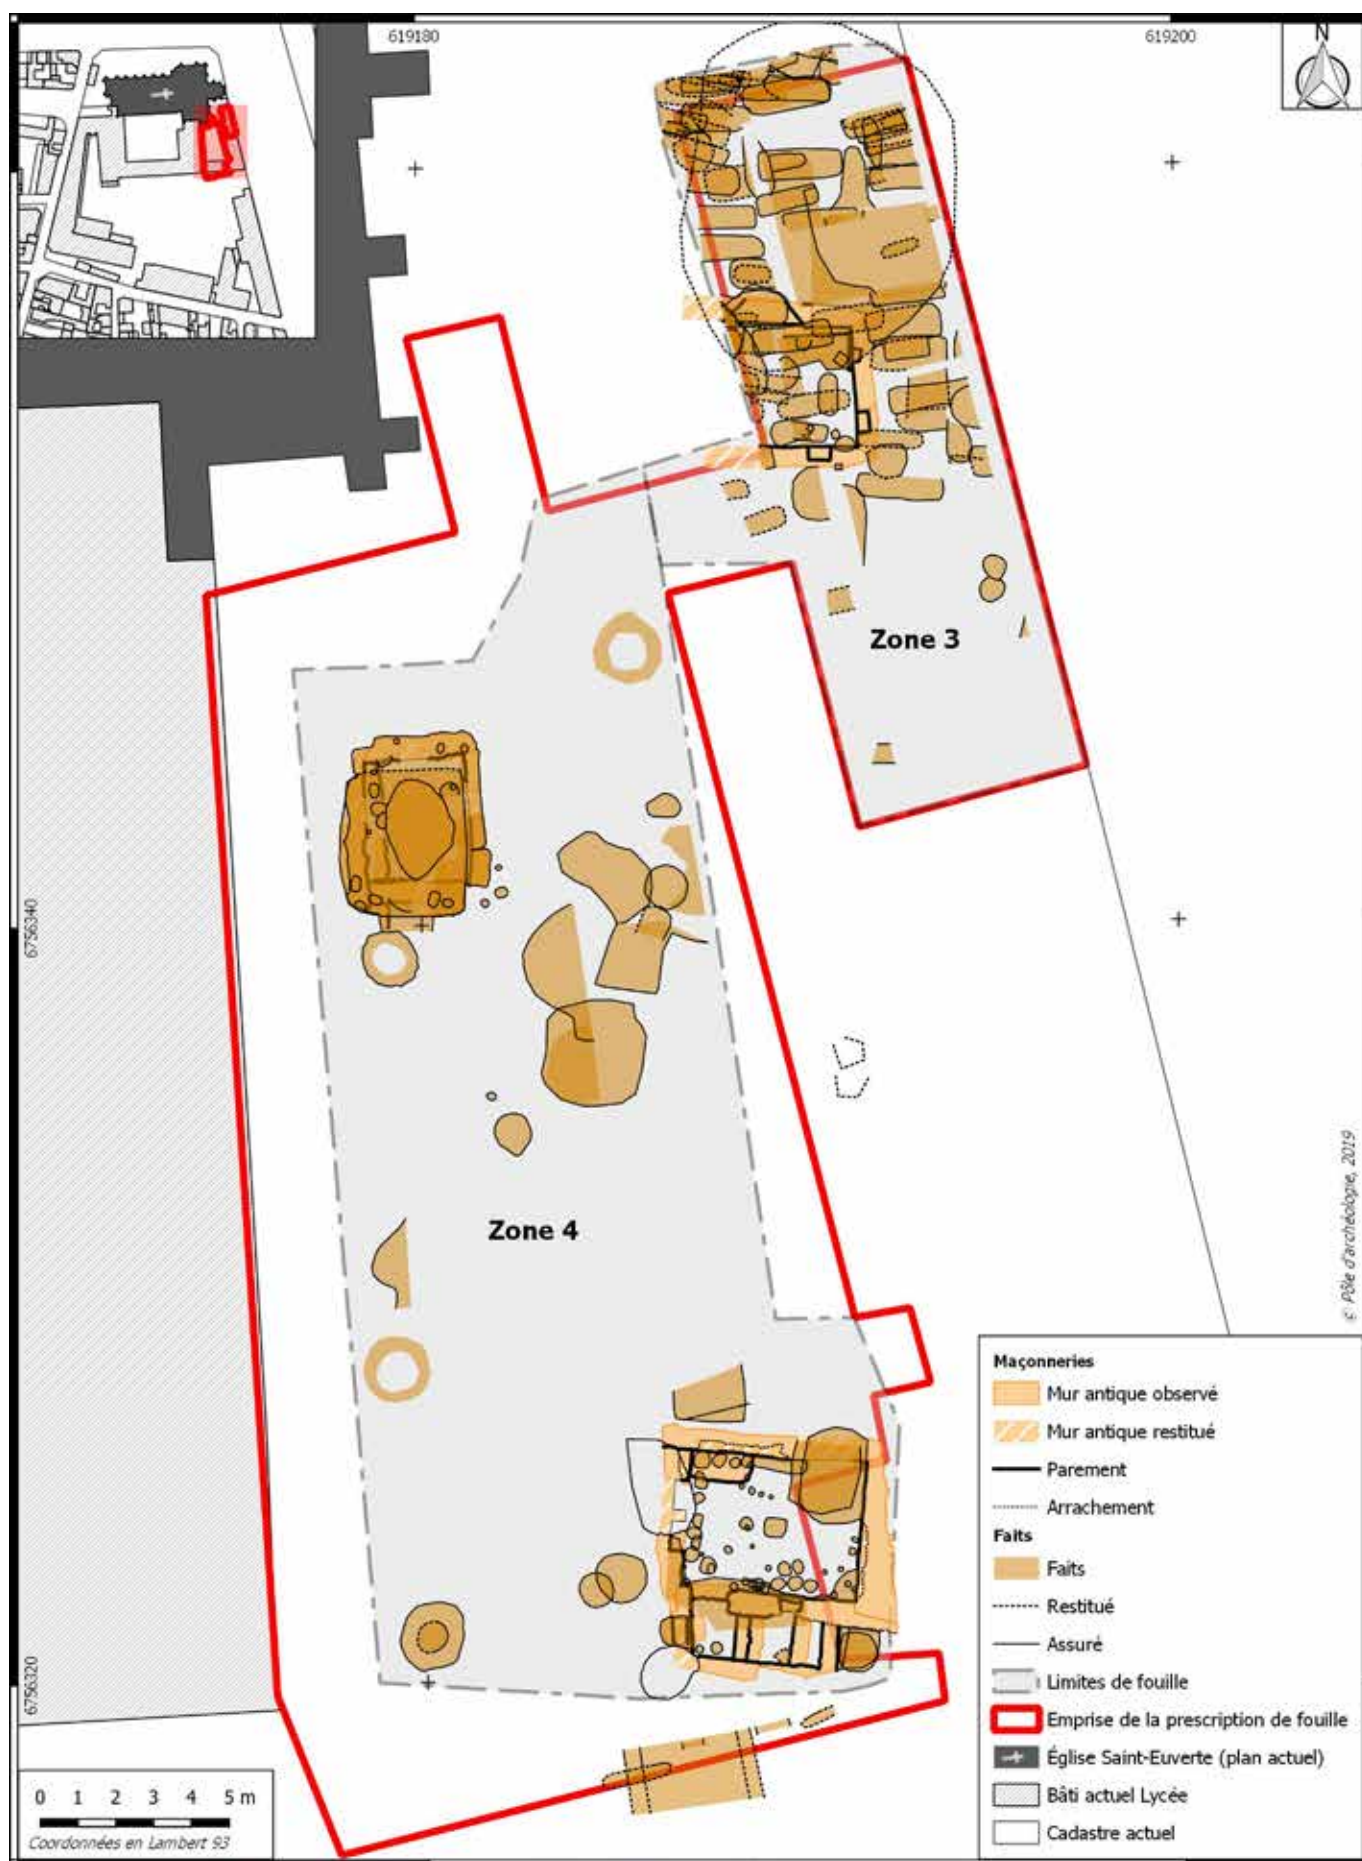 619180
619200
N
Zone 3
6756340
Zone 4
6756320
© Pôle d'archéologie, 2019
Maçonneries
Mur antique observé
Mur antique restitué
Parement
Arrachement
Faits
Faits
Restitué
Assuré
Limites de fouille
Emprise de la prescription de fouille
Église Saint-Euverte (plan actuel)
Bâti actuel Lycée
Cadastre actuel
0 1 2 3 4 5 m
Coordonnées en Lambert 93